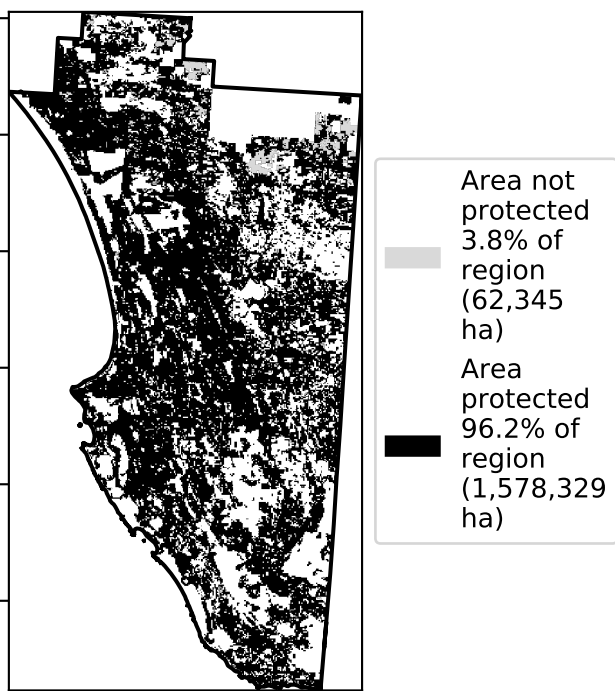 Area not
protected
3.8% of
region
(62,345
ha)
Area
protected
96.2% of
region
(1,578,329
ha)